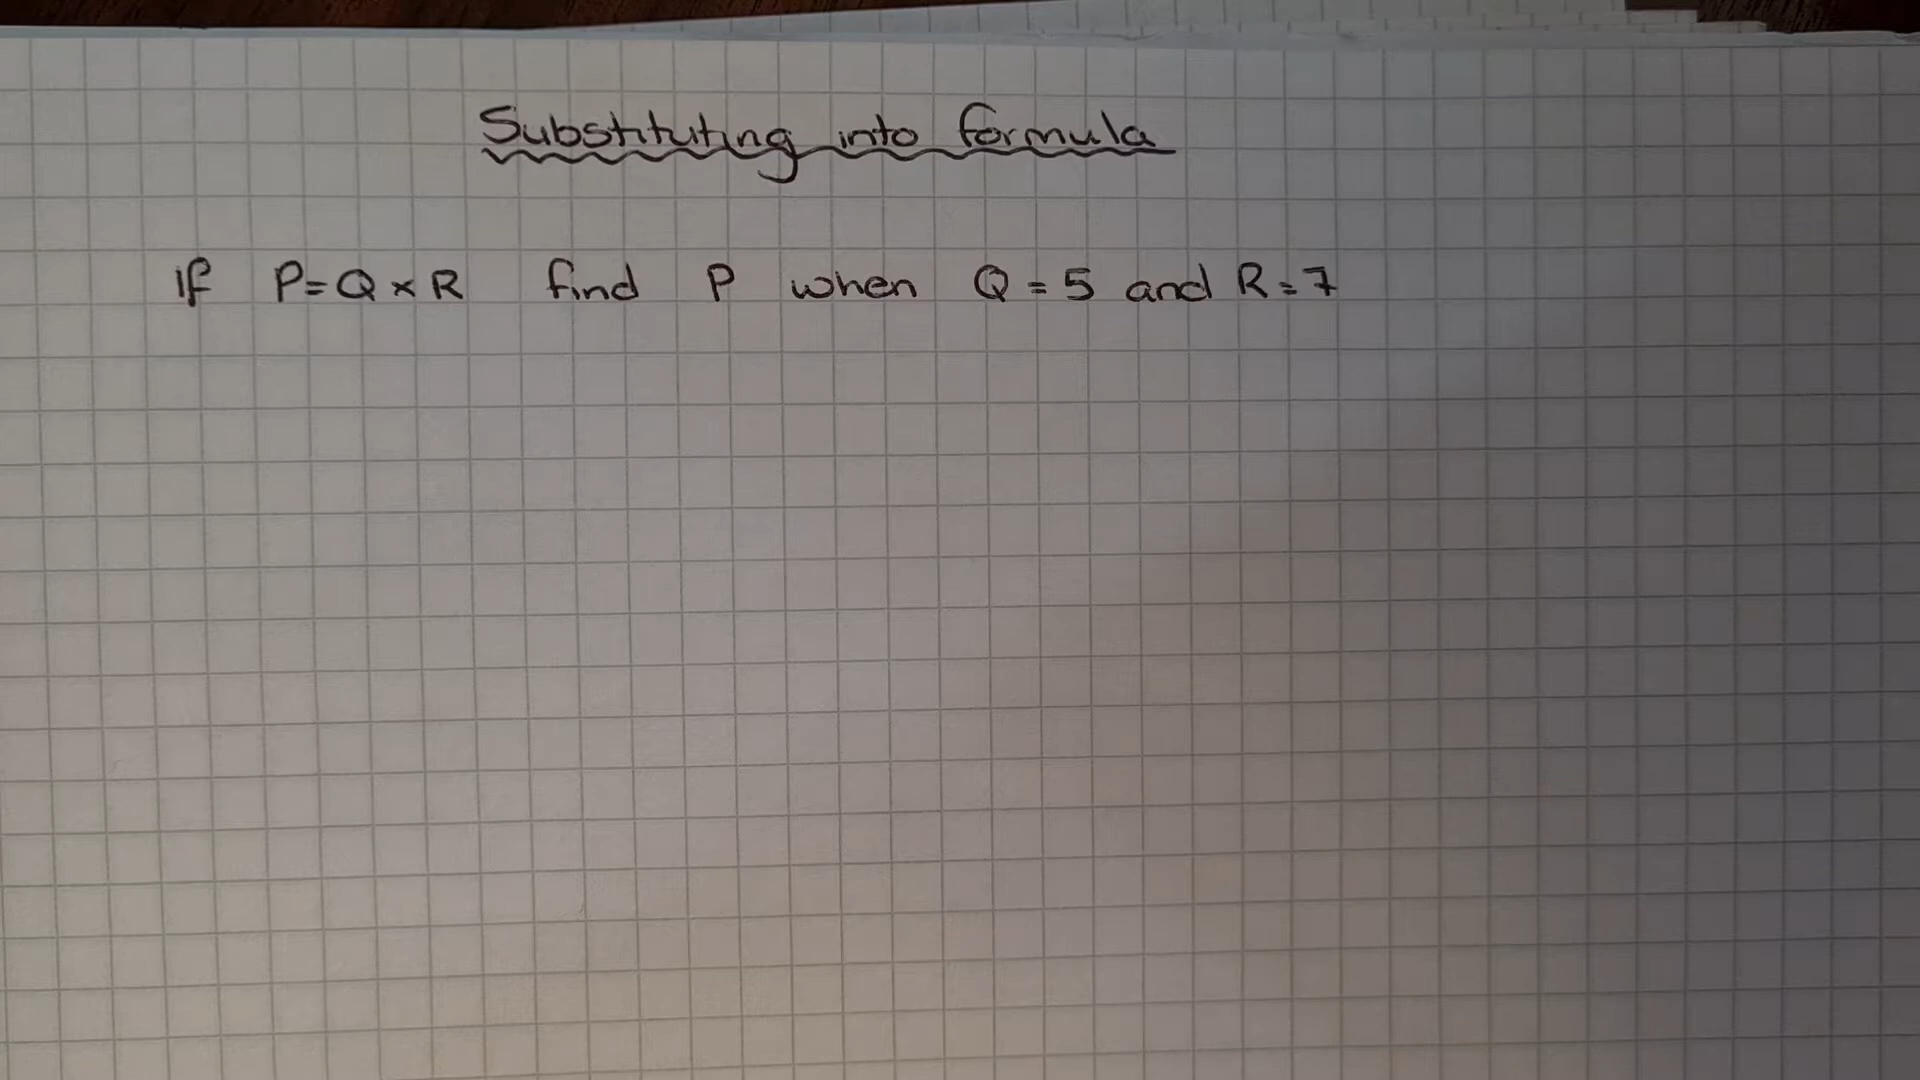 Substituting into formula
If P=Q×R find P when Q=5 and R=7